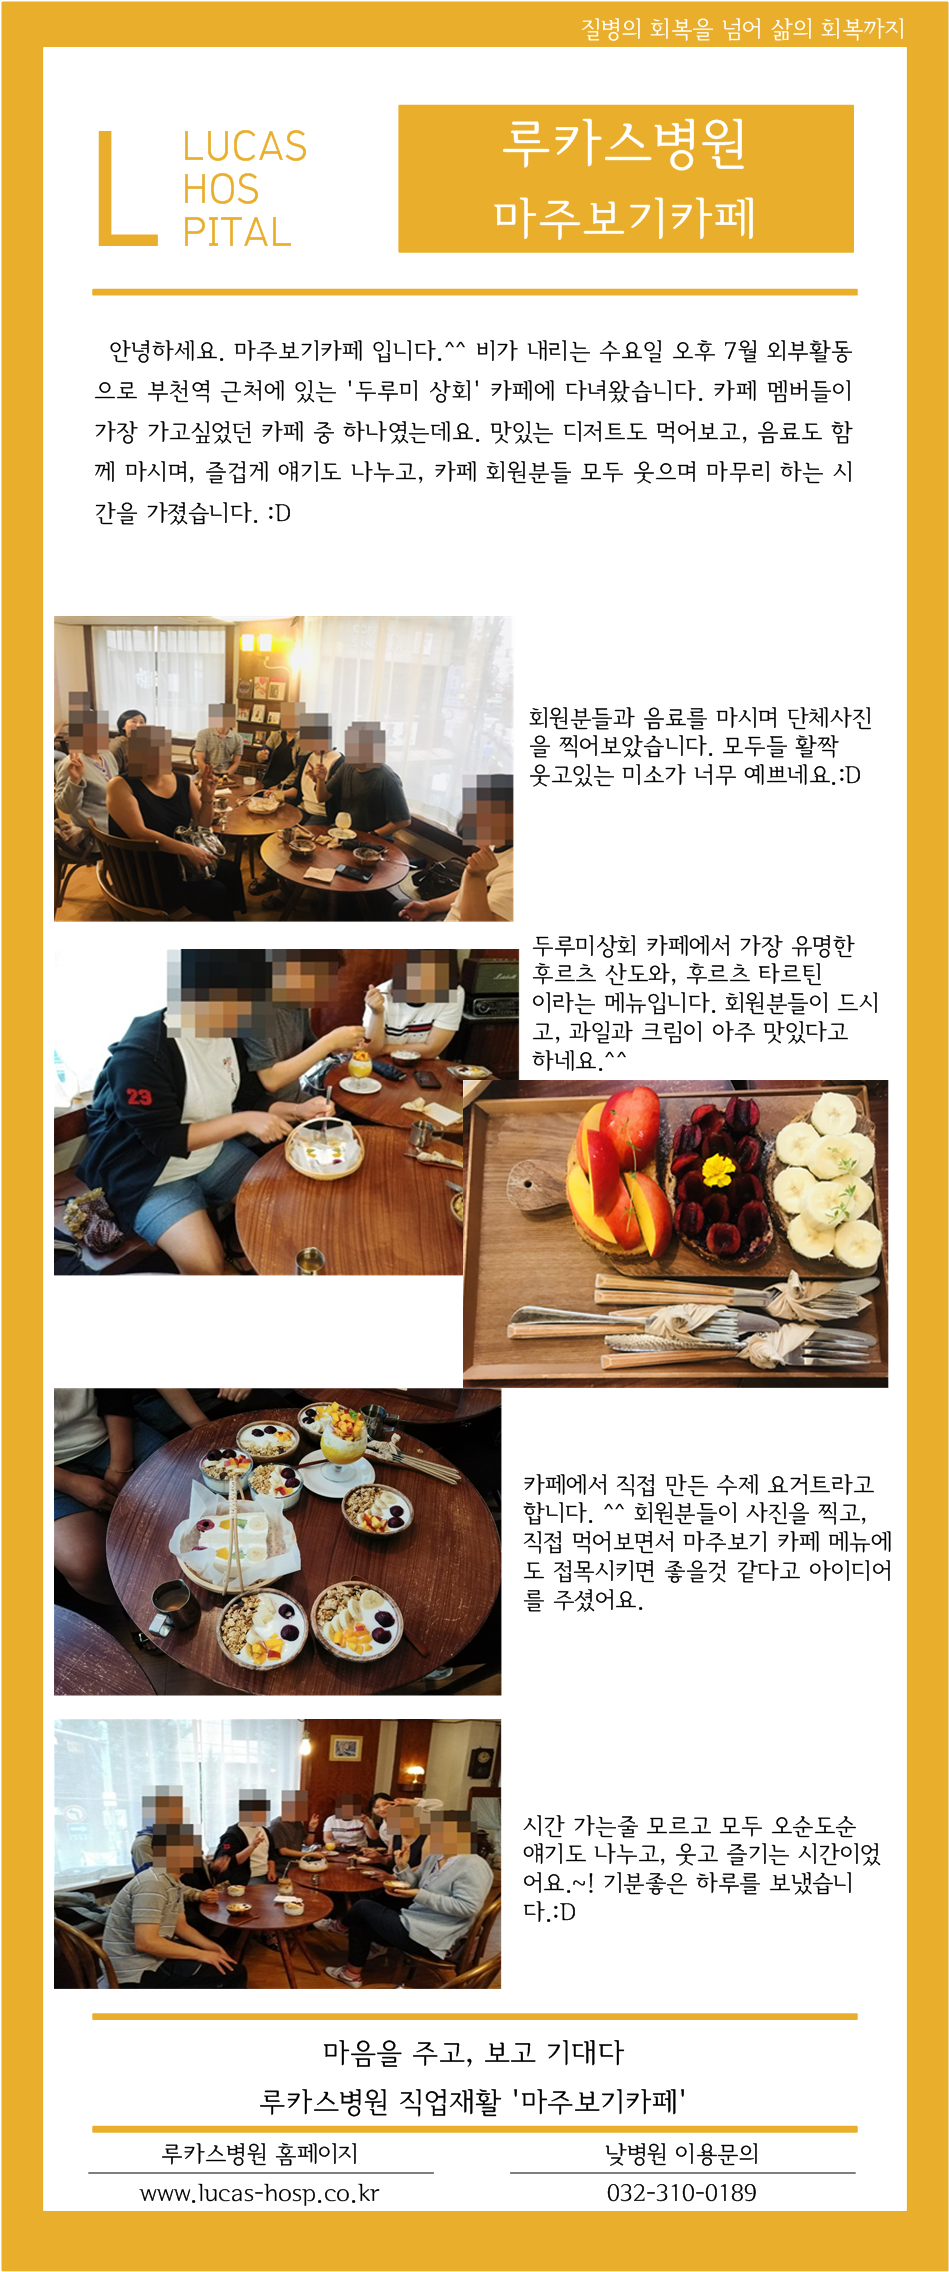 질병의 회복을 넘어 삶의 회복까지
LUCAS
HOS
PITAL
루카스병원
마주보기카페
안녕하세요. 마주보기카페 입니다.^^ 비가 내리는 수요일 오후 7월 외부활동
으로 부천역 근처에 있는 '두루미 상회' 카페에 다녀왔습니다. 카페 멤버들이
가장 가고싶었던 카페 중 하나였는데요. 맛있는 디저트도 먹어보고, 음료도 함
께 마시며, 즐겁게 얘기도 나누고, 카페 회원분들 모두 웃으며 마무리 하는 시
간을 가졌습니다. :D
회원분들과 음료를 마시며 단체사진
을 찍어보았습니다. 모두들 활짝
웃고있는 미소가 너무 예쁘네요.:D
두루미상회 카페에서 가장 유명한
후르츠 산도와, 후르츠 타르틴
이라는 메뉴입니다. 회원분들이 드시
고, 과일과 크림이 아주 맛있다고
하네요.^^
23
카페에서 직접 만든 수제 요거트라고
합니다. ^^ 회원분들이 사진을 찍고,
직접 먹어보면서 마주보기 카페 메뉴에
도 접목시키면 좋을것 같다고 아이디어
를 주셨어요.
시간 가는줄 모르고 모두 오순도순
얘기도 나누고, 웃고 즐기는 시간이었
어요.~! 기분좋은 하루를 보냈습니
다.:D
마음을 주고, 보고 기대다
루카스병원 직업재활 '마주보기카페'
루카스병원 홈페이지
낮병원 이용문의
www.lucas-hosp.co.kr
032-310-0189